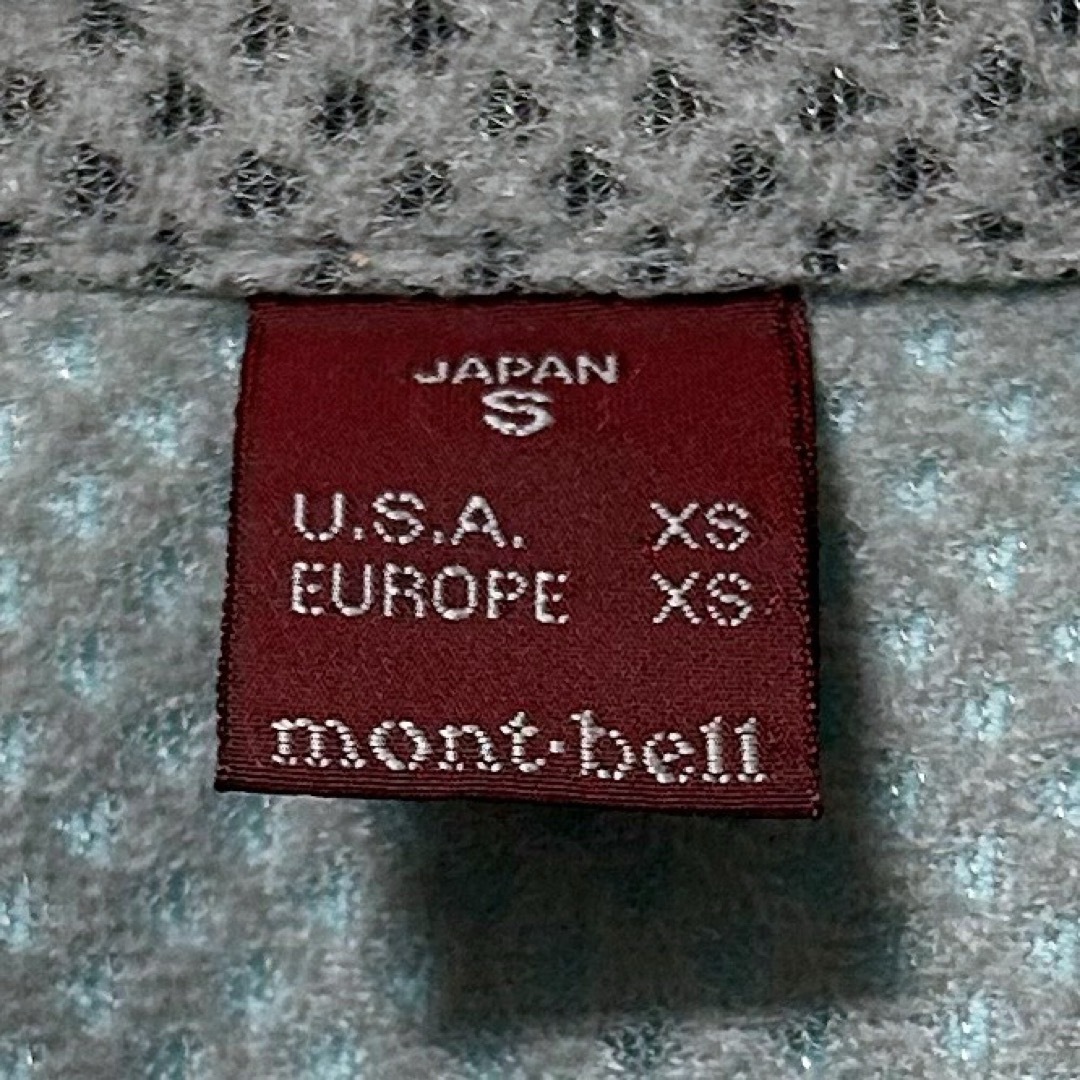 JAPAN
S
U.S.A. XS
EUROPE XS
mont-bell